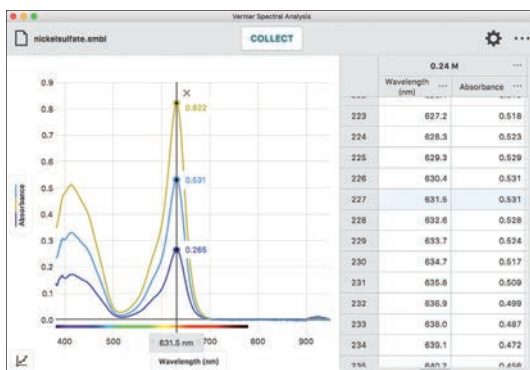 Vernier Spectral Analysis
nickelsulfate.smbl
COLLECT
0.24 M
Wavelength (nm)
Absorbance
223 627.2 0.518
224 628.3 0.523
225 629.3 0.529
226 630.4 0.531
227 631.5 0.531
228 632.6 0.528
229 633.7 0.524
230 634.7 0.517
231 635.8 0.509
232 636.9 0.499
233 638.0 0.487
234 639.1 0.472
235 640.2 0.456
0.9
0.8
0.7
0.6
0.5
0.4
0.3
0.2
0.1
0.0
Absorbance
0.822
0.531
0.265
400 500 700 800 900
631.5 nm
Wavelength (nm)